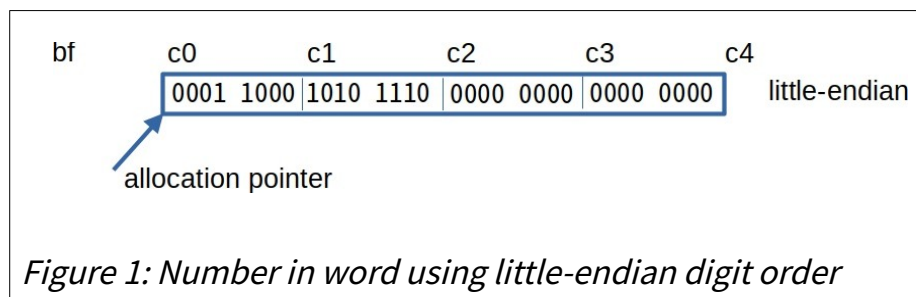 bf c0 c1 c2 c3 c4
0001 1000 1010 1110 0000 0000 0000 0000 little-endian
allocation pointer
Figure 1: Number in word using little-endian digit order